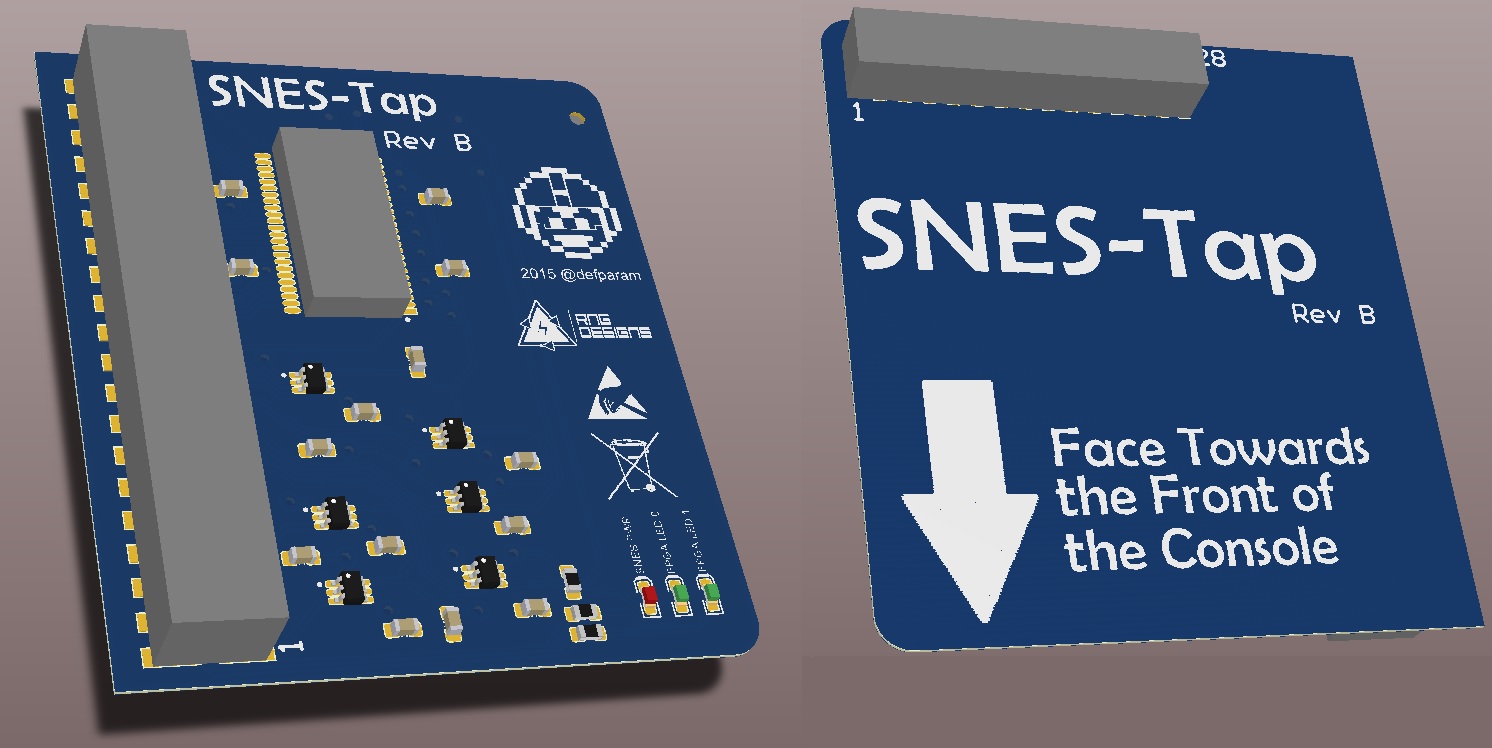 SNES-Tap
Rev B
2015 @defparam
RNG
DESIGNS
SNES PWR
FPGA LED 0
FPGA LED 1
1
28
1
SNES-Tap
Rev B
Face Towards
the Front of
the Console